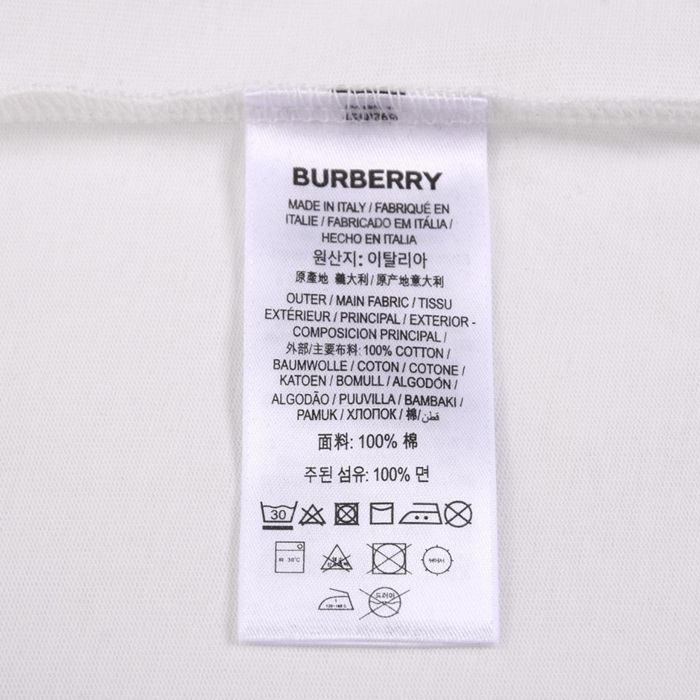 BURBERRY
MADE IN ITALY / FABRIQUÉ EN
ITALIE / FABRICADO EM ITÁLIA /
HECHO EN ITALIA
원산지: 이탈리아
原產地 義大利/原产地意大利
OUTER / MAIN FABRIC / TISSU
EXTÉRIEUR / PRINCIPAL / EXTERIOR -
COMPOSICION PRINCIPAL /
外部/主要布料: 100% COTTON /
BAUMWOLLE / COTON / COTONE /
KATOEN / BOMULL / ALGODÓN /
ALGODÃO / PUUVILLA / BAMBAKI /
PAMUK / ХЛОПОК / 棉/قطن
面料: 100% 棉
주된 섬유: 100% 면
30
드라이